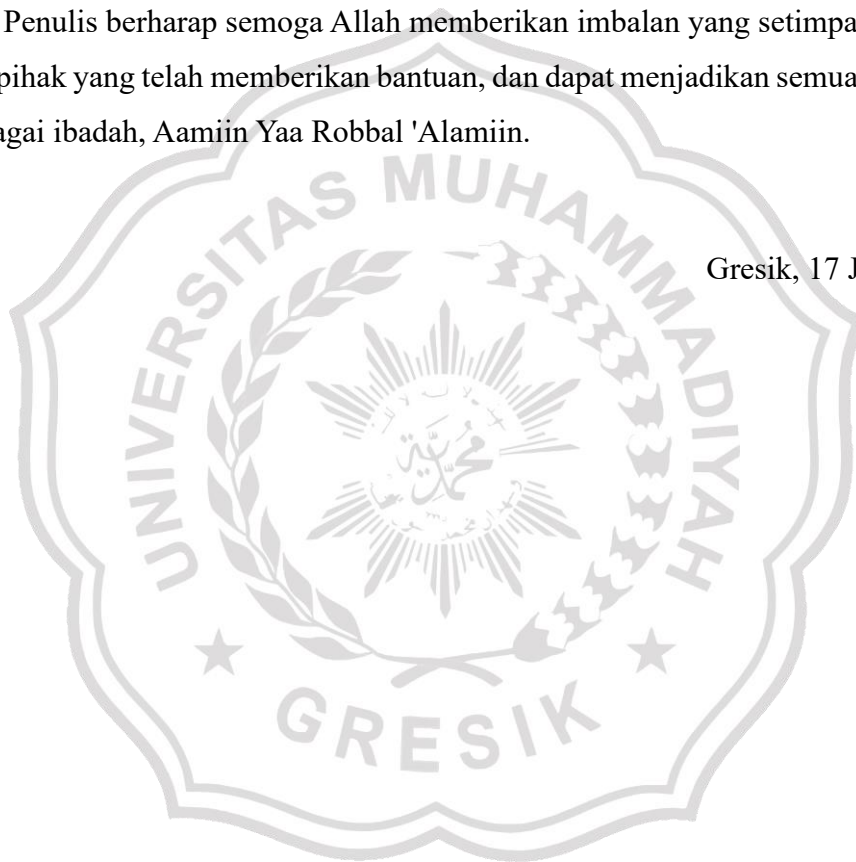 Penulis berharap semoga Allah memberikan imbalan yang setimpa
pihak yang telah memberikan bantuan, dan dapat menjadikan semua
agai ibadah, Aamiin Yaa Robbal 'Alamiin.
Gresik, 17 J
UNIVERSITAS MUHAMMADIYAH
GRESIK